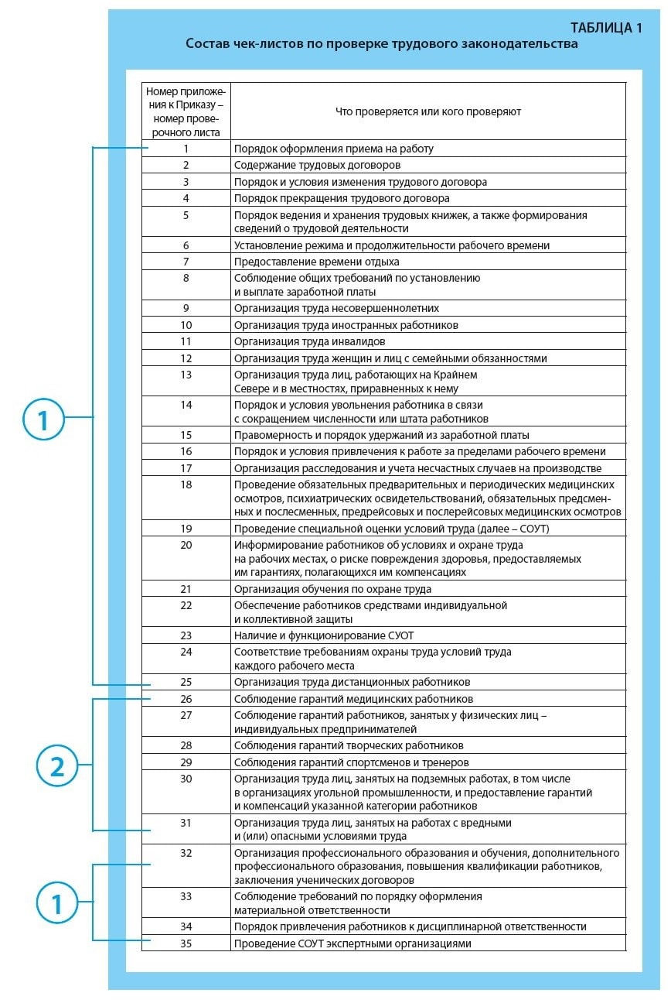 ТАБЛИЦА 1
Состав чек-листов по проверке трудового законодательства
Номер приложе-
ния к Приказу –
номер прове-
рочного листа
Что проверяется или кого проверяют
1 Порядок оформления приема на работу
2 Содержание трудовых договоров
3 Порядок и условия изменения трудового договора
4 Порядок прекращения трудового договора
5 Порядок ведения и хранения трудовых книжек, а также формирования
сведений о трудовой деятельности
6 Установление режима и продолжительности рабочего времени
7 Предоставление времени отдыха
8 Соблюдение общих требований по установлению
и выплате заработной платы
9 Организация труда несовершеннолетних
10 Организация труда иностранных работников
11 Организация труда инвалидов
12 Организация труда женщин и лиц с семейными обязанностями
13 Организация труда лиц, работающих на Крайнем
Севере и в местностях, приравненных к нему
14 Порядок и условия увольнения работника в связи
с сокращением численности или штата работников
15 Правомерность и порядок удержаний из заработной платы
16 Порядок и условия привлечения к работе за пределами рабочего времени
17 Организация расследования и учета несчастных случаев на производстве
18 Проведение обязательных предварительных и периодических медицинских
осмотров, психиатрических освидетельствований, обязательных предсмен-
ных и послесменных, предрейсовых и послерейсовых медицинских осмотров
19 Проведение специальной оценки условий труда (далее – СОУТ)
20 Информирование работников об условиях и охране труда
на рабочих местах, о риске повреждения здоровья, предоставляемых
им гарантиях, полагающихся им компенсациях
21 Организация обучения по охране труда
22 Обеспечение работников средствами индивидуальной
и коллективной защиты
23 Наличие и функционирование СУОТ
24 Соответствие требованиям охраны труда условий труда
каждого рабочего места
25 Организация труда дистанционных работников
1
26 Соблюдение гарантий медицинских работников
27 Соблюдение гарантий работников, занятых у физических лиц –
индивидуальных предпринимателей
28 Соблюдения гарантий творческих работников
29 Соблюдения гарантий спортсменов и тренеров
30 Организация труда лиц, занятых на подземных работах, в том числе
в организациях угольной промышленности, и предоставление гарантий
и компенсаций указанной категории работников
31 Организация труда лиц, занятых на работах с вредными
и (или) опасными условиями труда
2
32 Организация профессионального образования и обучения, дополнительного
профессионального образования, повышения квалификации работников,
заключения ученических договоров
33 Соблюдение требований по порядку оформления
материальной ответственности
34 Порядок привлечения работников к дисциплинарной ответственности
35 Проведение СОУТ экспертными организациями
1